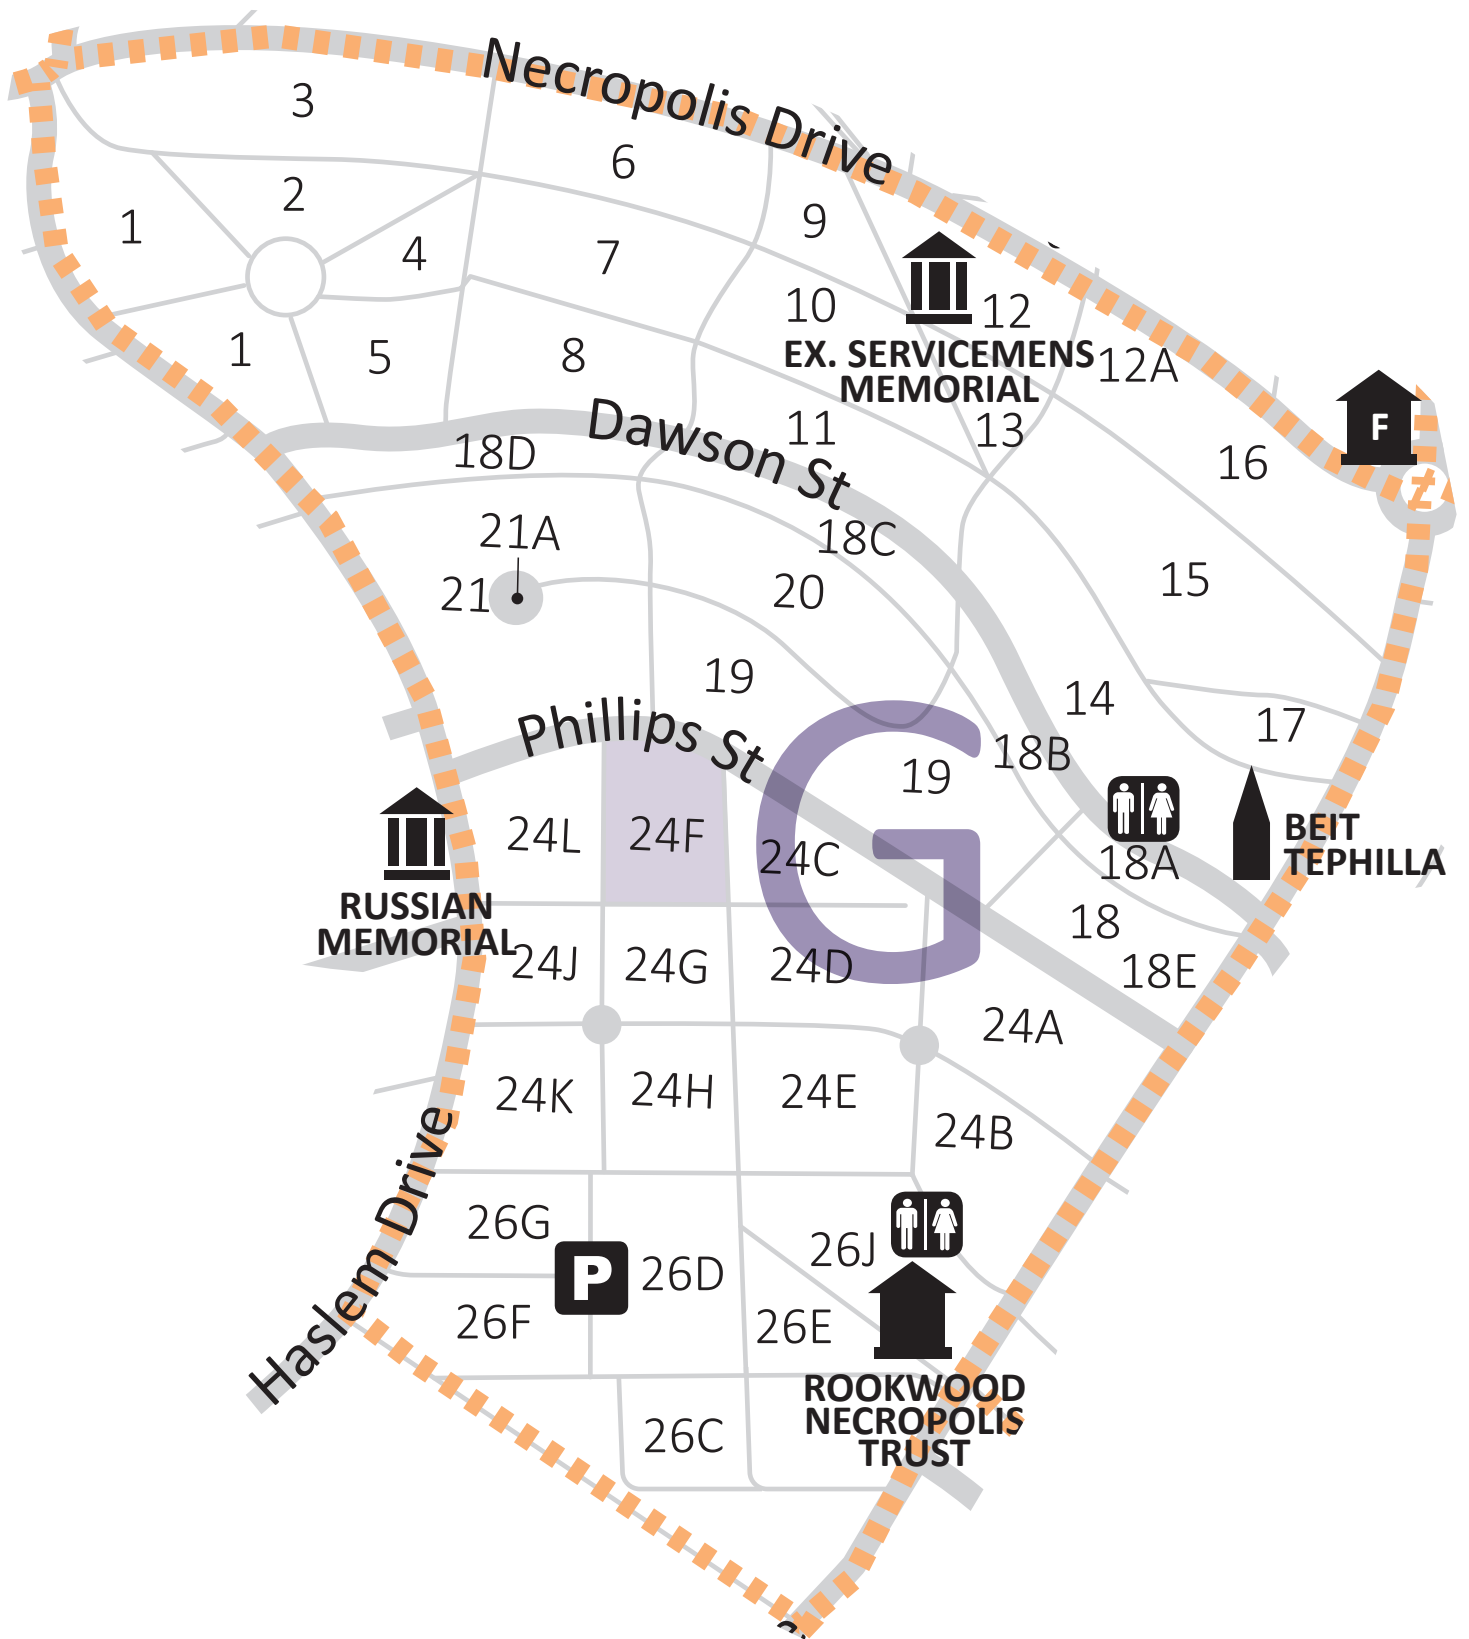 Necropolis Drive
3
6
2
1
9
4
7
10
12
EX. SERVICEMENS
MEMORIAL
12A
1
5
8
F
Dawson St
11
13
18D
16
21A
18C
21
20
15
19
14
Phillips St
17
18B
19
G
24L
24F
24C
BEIT
TEPHILLA
18A
RUSSIAN
MEMORIAL
18
24J
24G
24D
18E
24A
24K
24H
24E
24B
Haslem Drive
26G
26J
P
26D
26F
26E
ROOKWOOD
NECROPOLIS
TRUST
26C